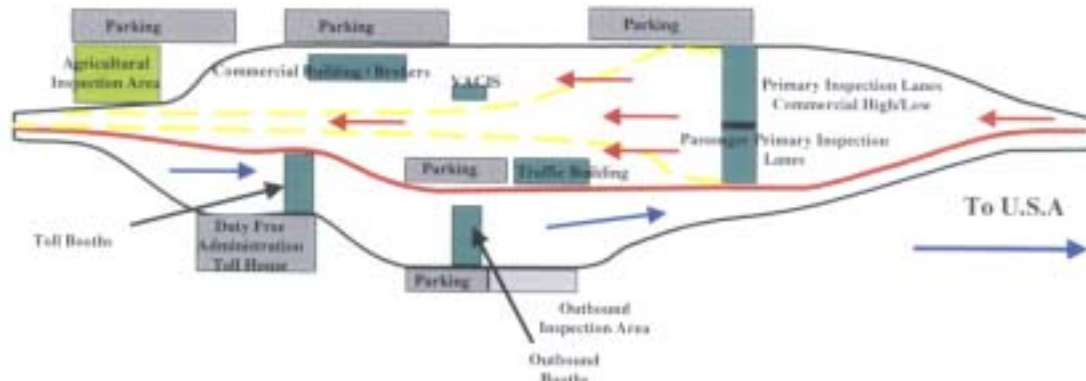 Parking
Parking
Parking
Agricultural
Inspection Area
Commercial Building / Brokers
VACIS
Primary Inspection Lanes
Commercial High/Low
Passenger Primary Inspection
Lanes
Parking
Traffic Building
To U.S.A
Toll Booths
Duty Free
Administration
Toll House
Parking
Outbound
Inspection Area
Outbound
Booths